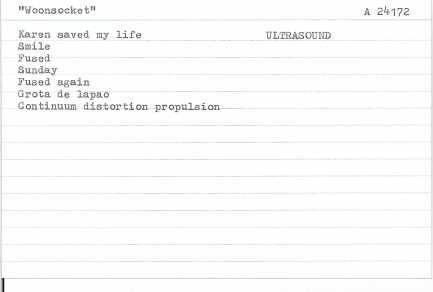 "Woonsocket" A 24172
Karen saved my life ULTRASOUND
Smile
Fused
Sunday
Fused again
Grota de lapao
Continuum distortion propulsion